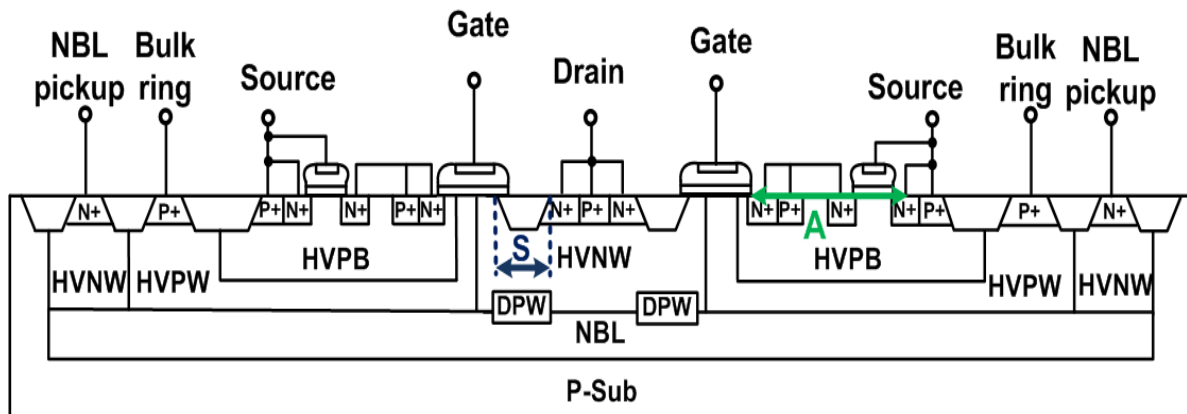 Gate
Gate
NBL
pickup
Bulk
ring
Source
Drain
Source
Bulk
ring
NBL
pickup
N+ P+ P+ N+ N+ P+ N+ N+ P+ N+ N+ P+ N+ N+ P+ P+ N+
S
A
HVNW HVPW HVPB HVNW HVPB HVPW HVNW
DPW DPW
NBL
P-Sub